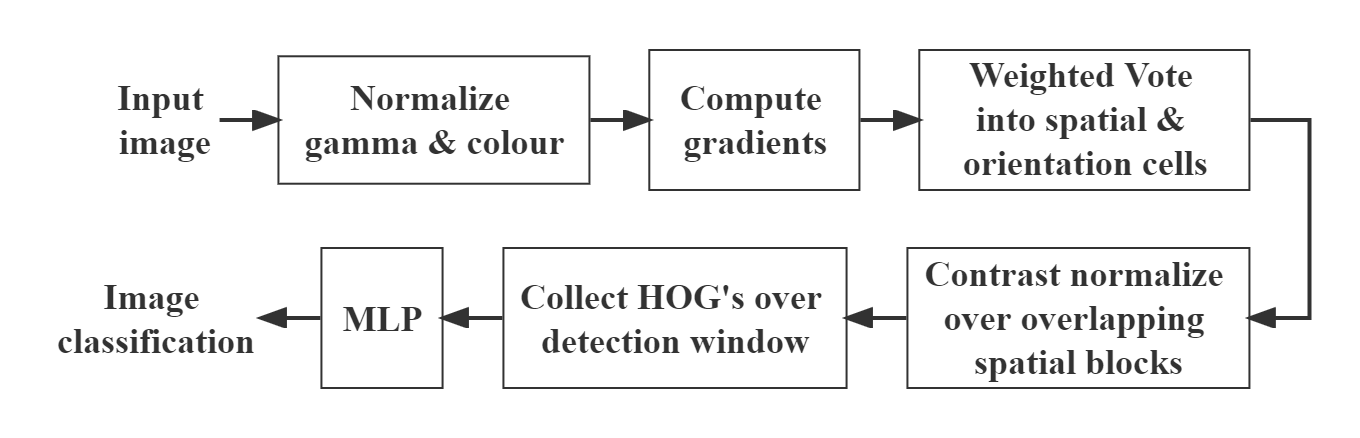 Input
image
Normalize
gamma & colour
Compute
gradients
Weighted Vote
into spatial &
orientation cells
Contrast normalize
over overlapping
spatial blocks
Collect HOG's over
detection window
MLP
Image
classification